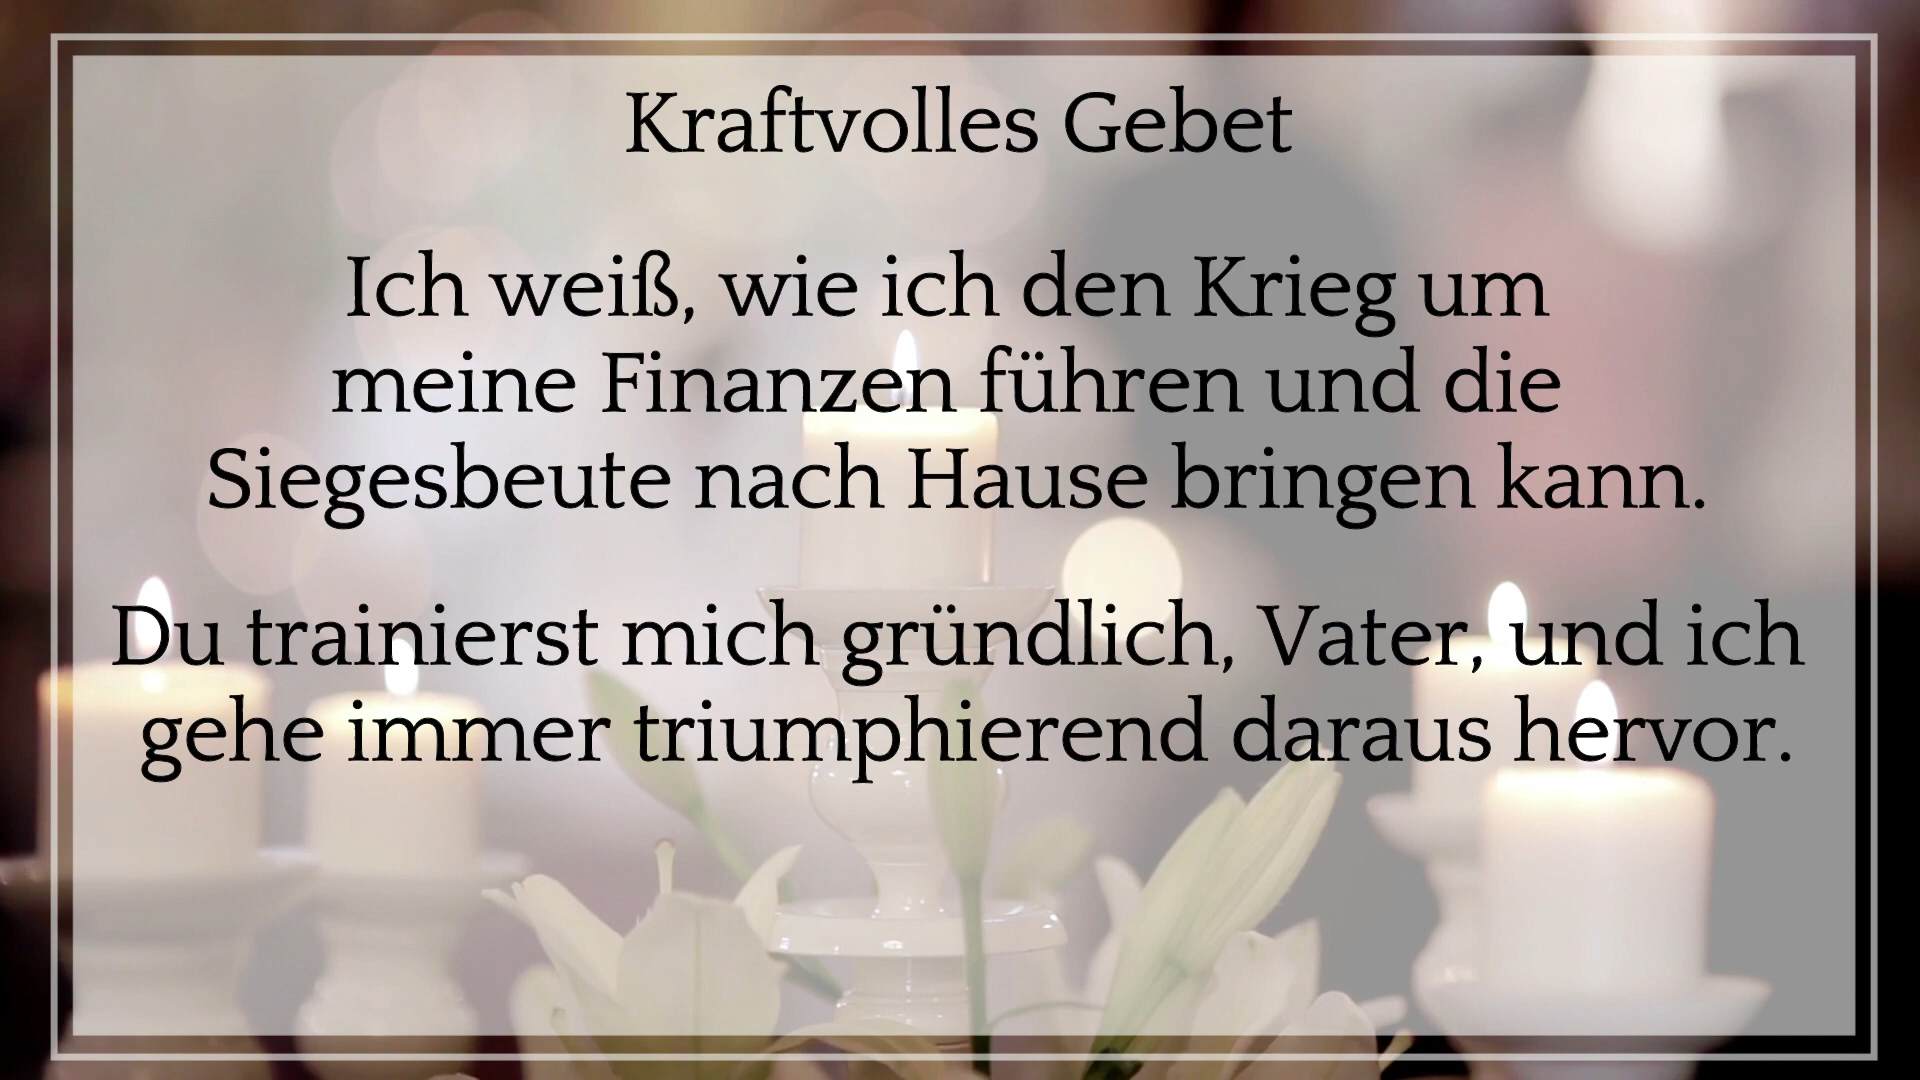 Kraftvolles Gebet
Ich weiß, wie ich den Krieg um
meine Finanzen führen und die
Siegesbeute nach Hause bringen kann.
Du trainierst mich gründlich, Vater, und ich
gehe immer triumphierend daraus hervor.